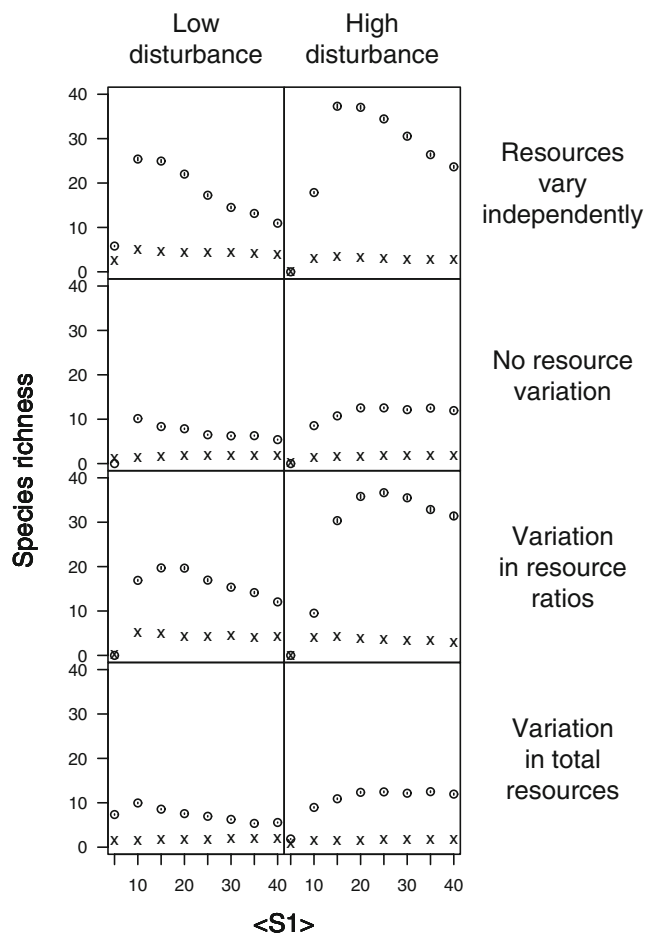 Low
disturbance
High
disturbance
40
30
20
10
0
Resources
vary
independently
40
30
20
10
0
No resource
variation
40
30
20
10
0
Variation
in resource
ratios
40
30
20
10
0
Variation
in total
resources
Species richness
10 20 30 40 10 20 30 40
<S1>